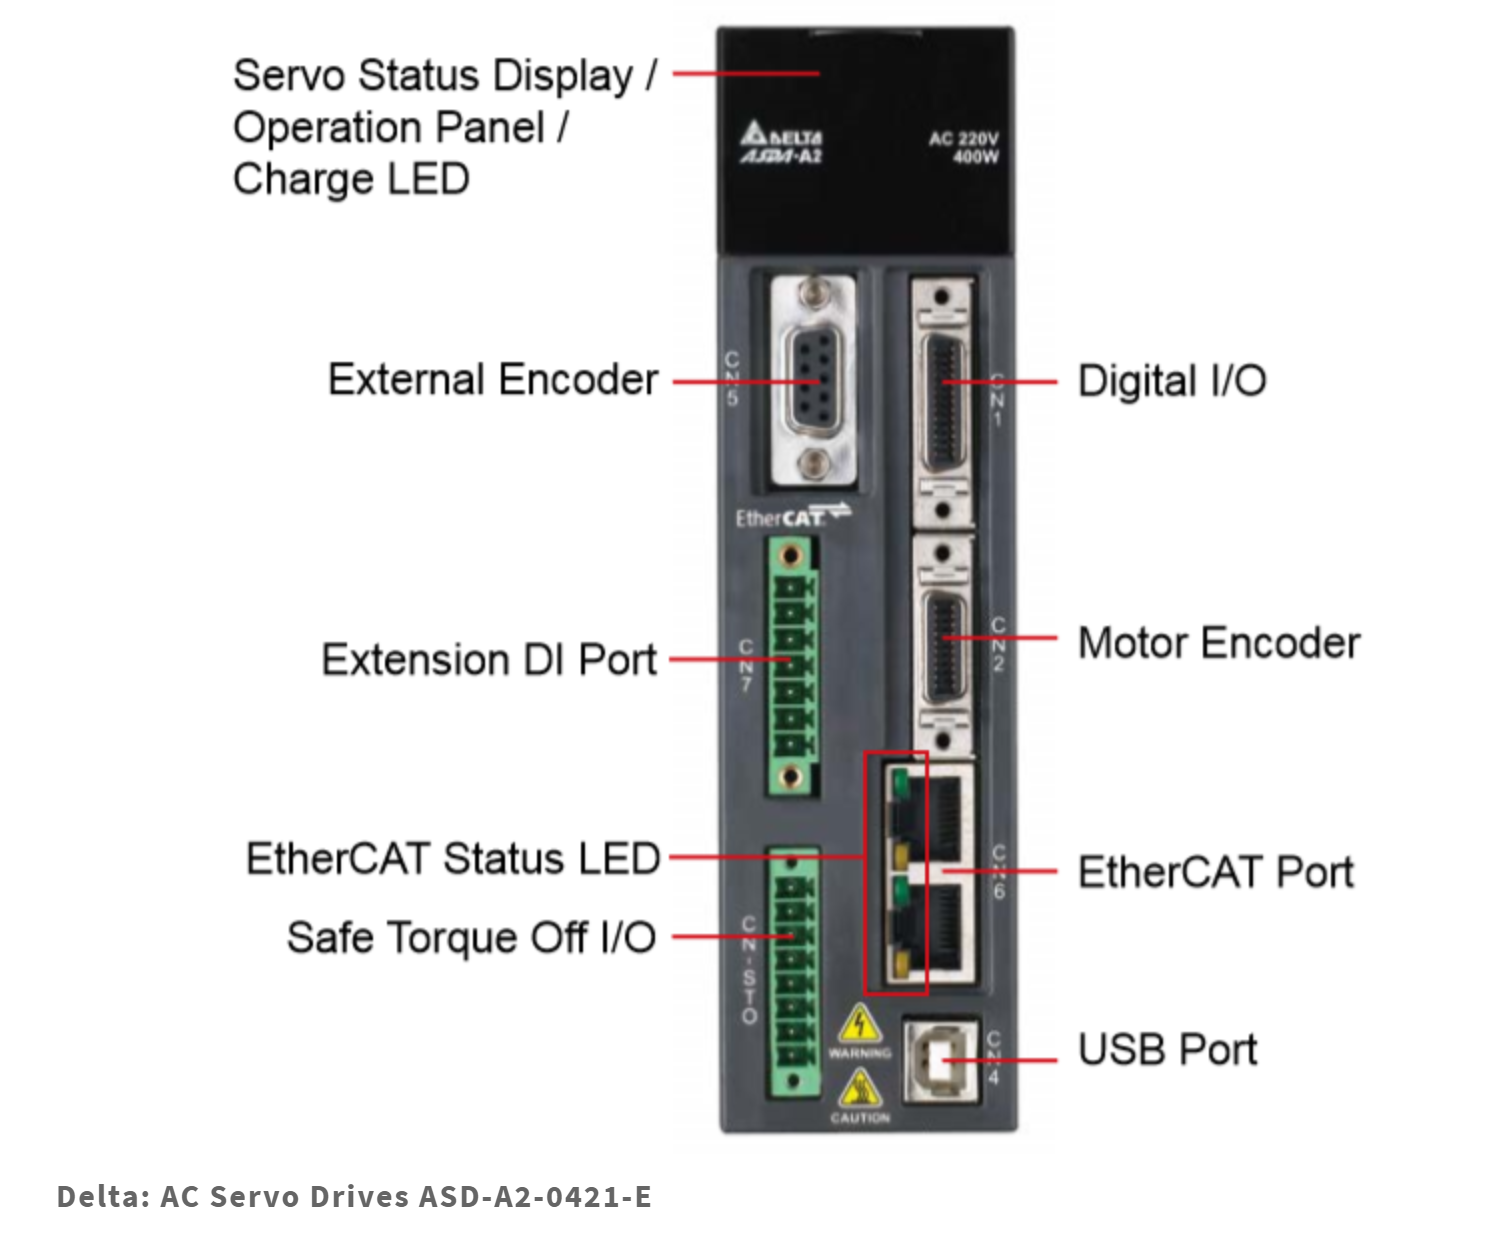 Servo Status Display /
Operation Panel /
Charge LED
DELTA
ASDA-A2
AC 220V
400W
External Encoder
CN5
CN1
Digital I/O
EtherCAT
Extension DI Port
CN7
CN2
Motor Encoder
EtherCAT Status LED
CN6
EtherCAT Port
Safe Torque Off I/O
CN-STO
WARNING
CAUTION
CN4
USB Port
Delta: AC Servo Drives ASD-A2-0421-E